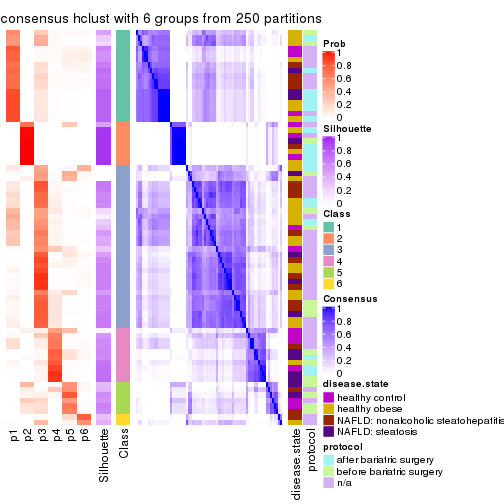 consensus hclust with 6 groups from 250 partitions
Prob
1
0.8
0.6
0.4
0.2
0
Silhouette
1
0.8
0.6
0.4
0.2
0
Class
1
2
3
4
5
6
Consensus
1
0.8
0.6
0.4
0.2
0
disease.state
healthy control
healthy obese
NAFLD: nonalcoholic steatohepatitis
NAFLD: steatosis
protocol
after bariatric surgery
before bariatric surgery
n/a
p1
p2
p3
p4
p5
p6
Silhouette
Class
disease.state
protocol